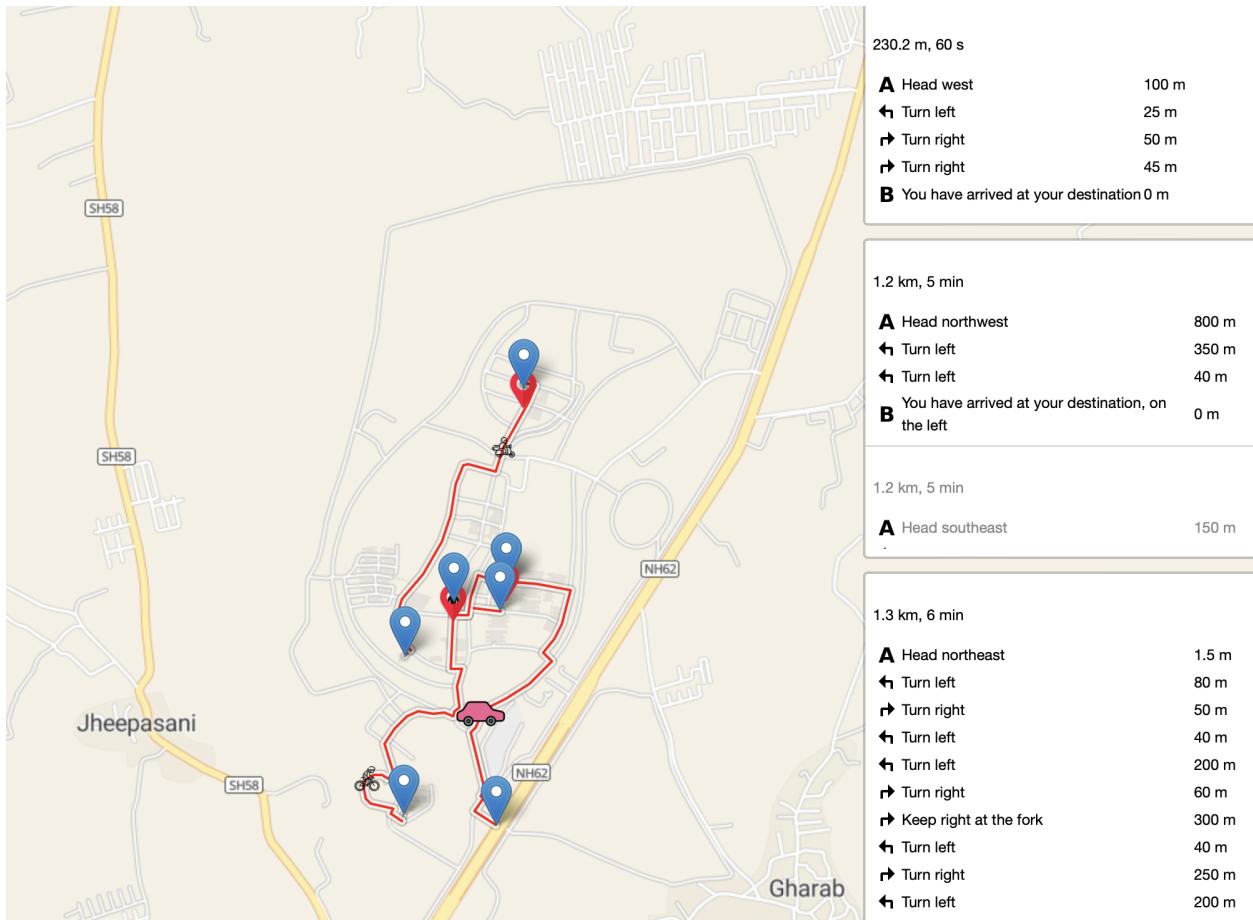 SH58
SH58
NH62
Jheepasani
SH58
NH62
Gharab
230.2 m, 60 s
A Head west 100 m
Turn left 25 m
Turn right 50 m
Turn right 45 m
B You have arrived at your destination 0 m
1.2 km, 5 min
A Head northwest 800 m
Turn left 350 m
Turn left 40 m
B You have arrived at your destination, on 0 m
the left
1.2 km, 5 min
A Head southeast 150 m
1.3 km, 6 min
A Head northeast 1.5 m
Turn left 80 m
Turn right 50 m
Turn left 40 m
Turn left 200 m
Turn right 60 m
Keep right at the fork 300 m
Turn left 40 m
Turn right 250 m
Turn left 200 m